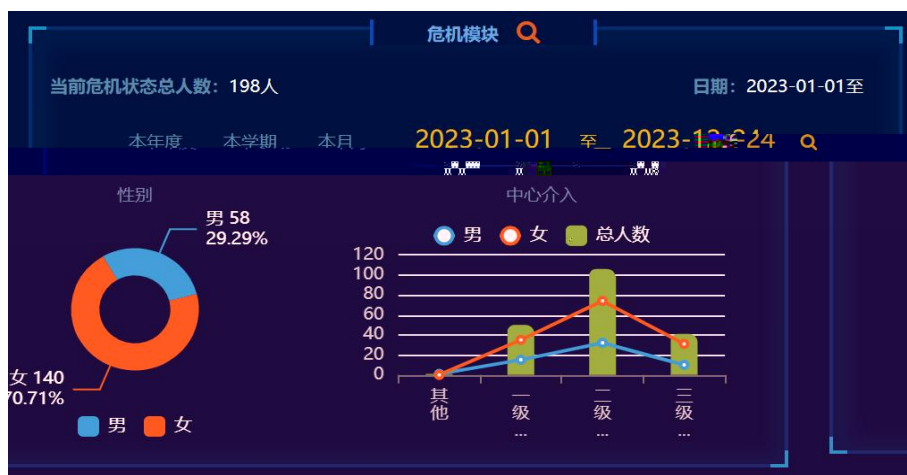 危机模块
当前危机状态总人数：198人
日期：2023-01-01至
本年度 本学期 本月 2023-01-01 至
性别
中心介入
男 58
29.29%
男 女 总人数
120
100
80
60
40
20
0
女 140
70.71%
其他
一级...
二级...
三级...
男 女